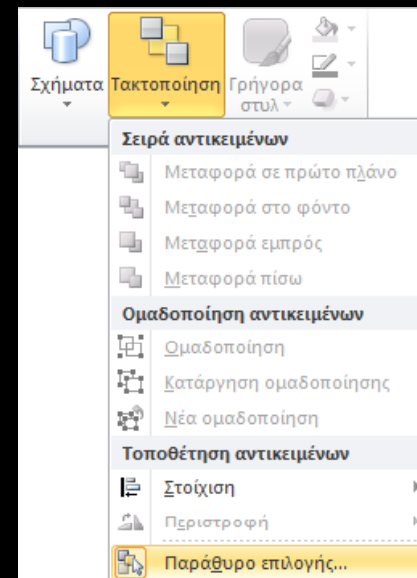 Σχήματα Τακτοποίηση Γρήγορα
στυλ
Σειρά αντικειμένων
Μεταφορά σε πρώτο πλάνο
Μεταφορά στο φόντο
Μεταφορά εμπρός
Μεταφορά πίσω
Ομαδοποίηση αντικειμένων
Ομαδοποίηση
Κατάργηση ομαδοποίησης
Νέα ομαδοποίηση
Τοποθέτηση αντικειμένων
Στοίχιση
Περιστροφή
Παράθυρο επιλογής...